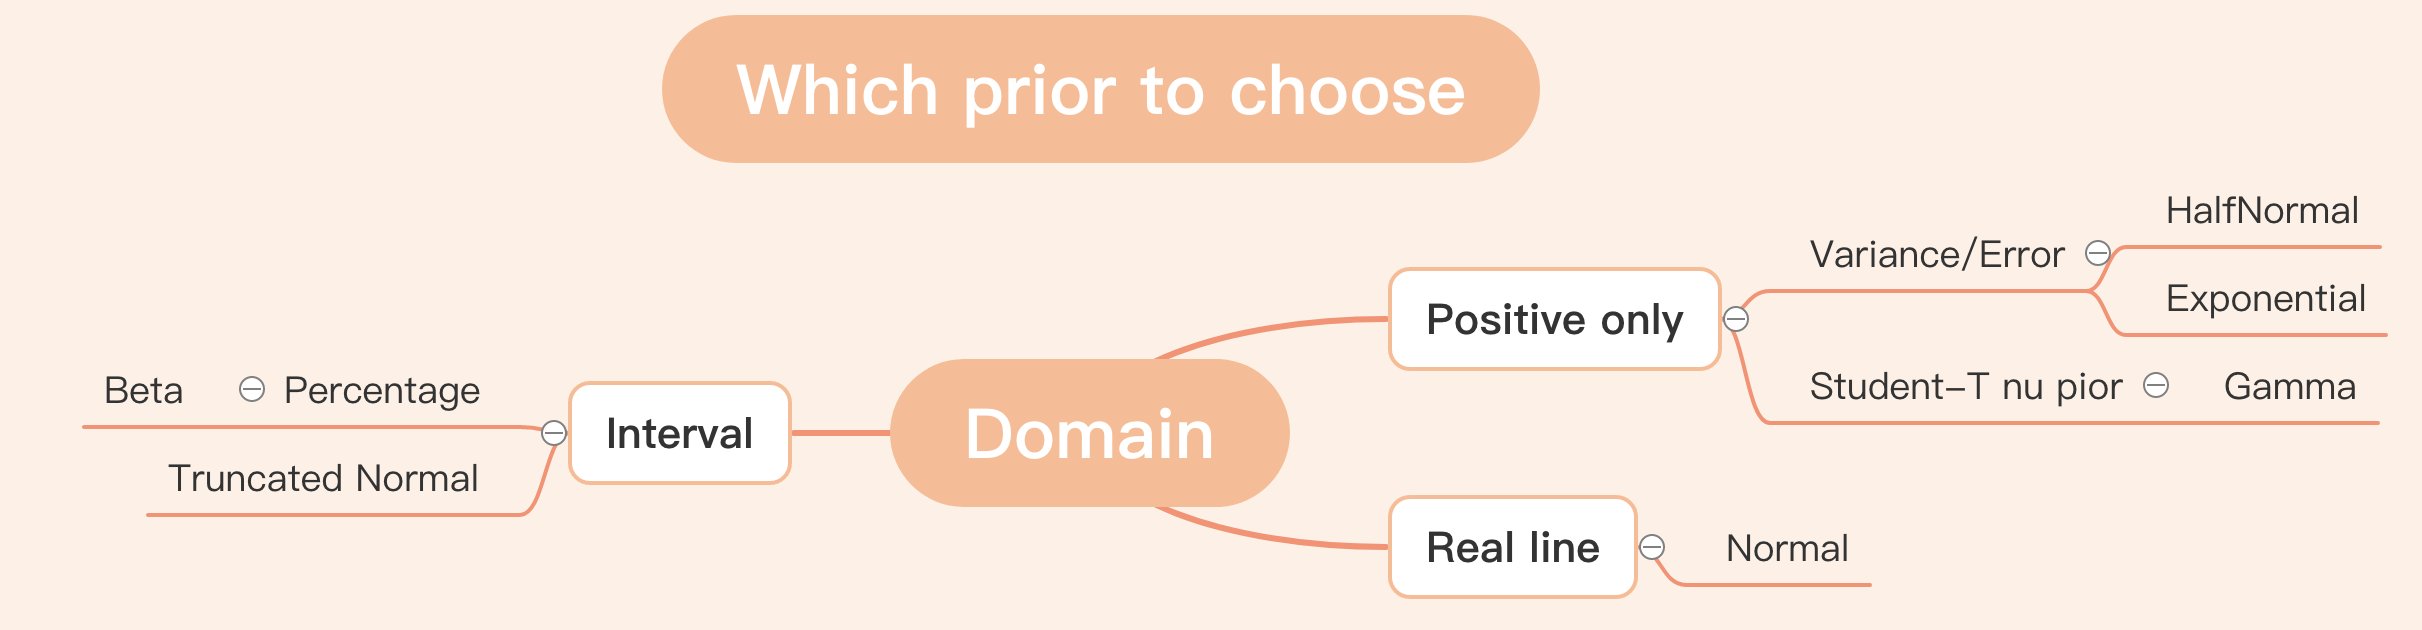 Which prior to choose
Domain
Positive only
Variance/Error
HalfNormal
Exponential
Student-T nu pior
Gamma
Real line
Normal
Interval
Percentage
Beta
Truncated Normal